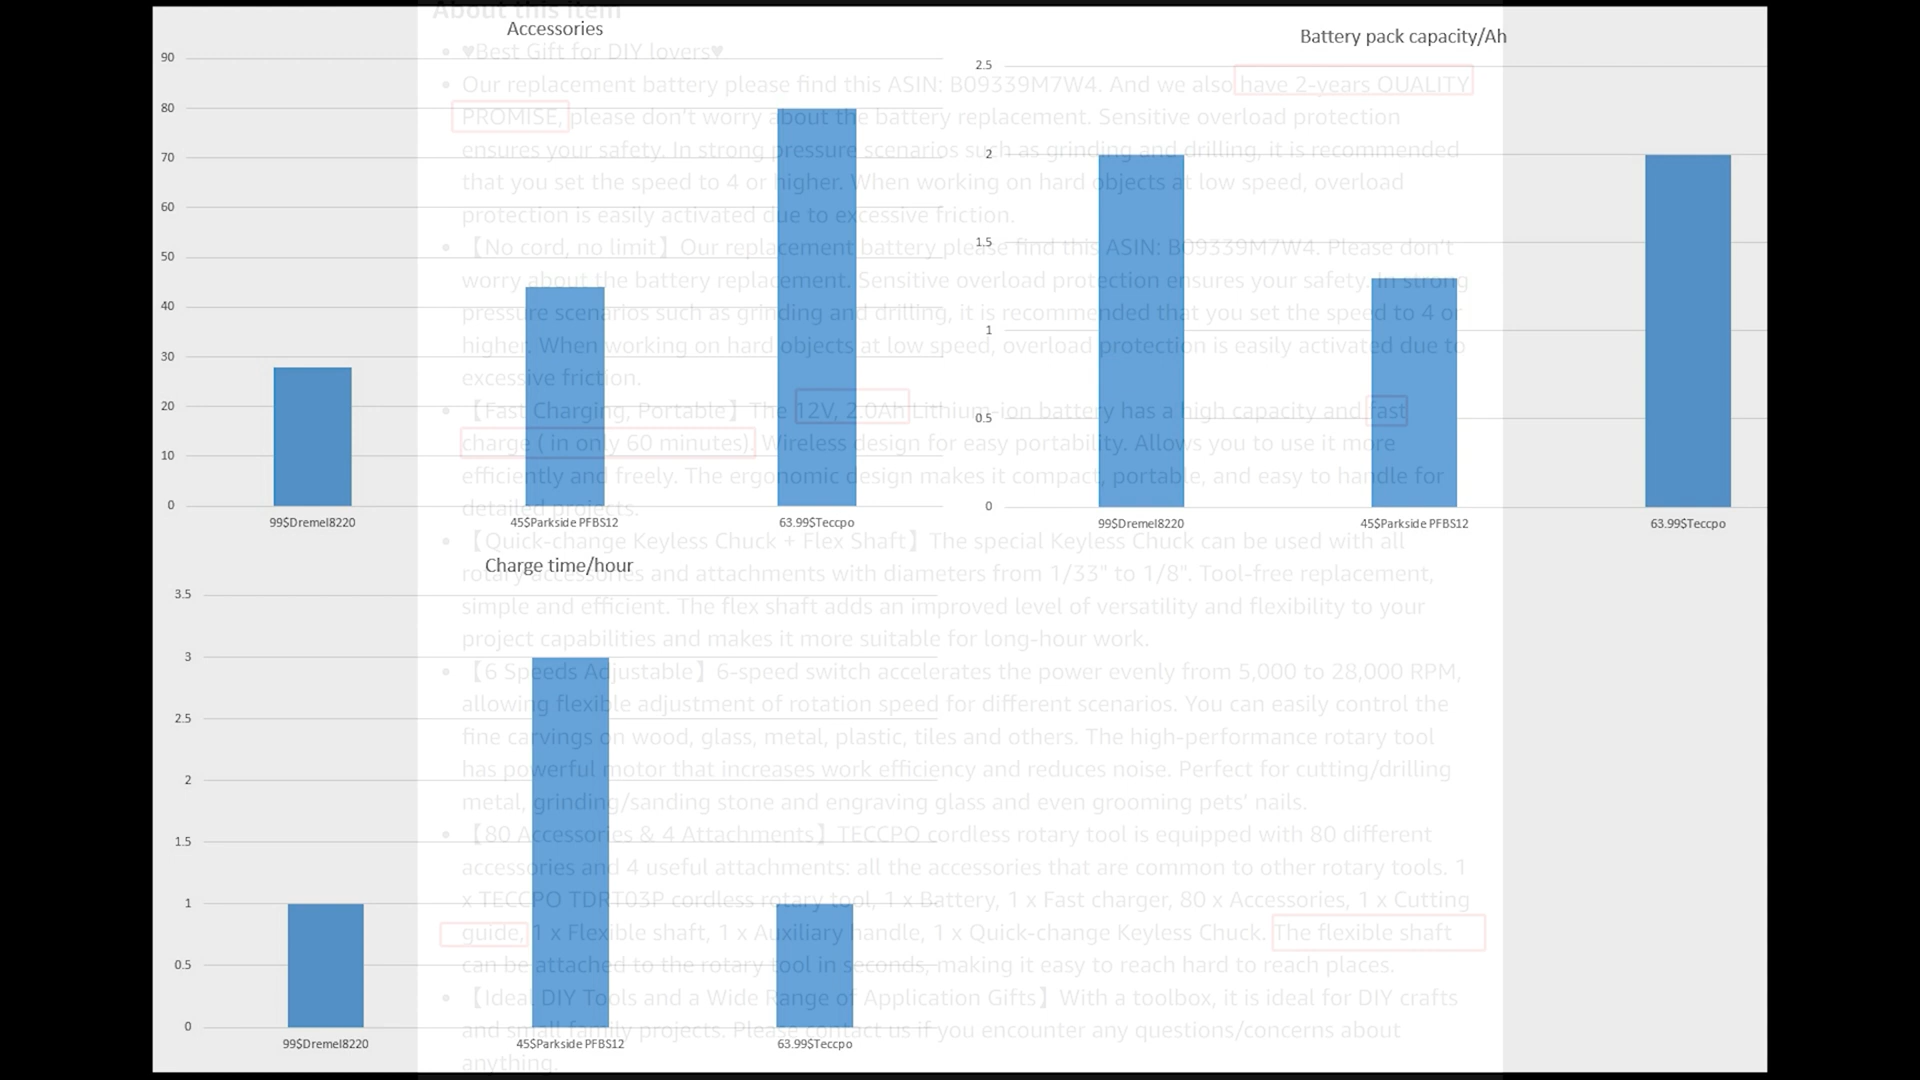 About this item
♥Best Gift for DIY lovers♥
Our replacement battery please find this ASIN: B09339M7W4. And we also have 2-years QUALITY
PROMISE, please don't worry about the battery replacement. Sensitive overload protection
ensures your safety. In strong pressure scenarios such as grinding and drilling, it is recommended
that you set the speed to 4 or higher. When working on hard objects at low speed, overload
protection is easily activated due to excessive friction.
【No cord, no limit】Our replacement battery please find this ASIN: B09339M7W4. Please don't
worry about the battery replacement. Sensitive overload protection ensures your safety. In strong
pressure scenarios such as grinding and drilling, it is recommended that you set the speed to 4 or
higher. When working on hard objects at low speed, overload protection is easily activated due to
excessive friction.
【Fast Charging, Portable】The 12V, 2.0Ah Lithium-ion battery has a high capacity and fast
charge ( in only 60 minutes). Wireless design for easy portability. Allows you to use it more
efficiently and freely. The ergonomic design makes it compact, portable, and easy to handle for
detailed projects.
【Quick-change Keyless Chuck + Flex Shaft】The special Keyless Chuck can be used with all
rotary accessories and attachments with diameters from 1/33" to 1/8". Tool-free replacement,
simple and efficient. The flex shaft adds an improved level of versatility and flexibility to your
project capabilities and makes it more suitable for long-hour work.
【6 Speeds Adjustable】6-speed switch accelerates the power evenly from 5,000 to 28,000 RPM,
allowing flexible adjustment of rotation speed for different scenarios. You can easily control the
fine carvings on wood, glass, metal, plastic, tiles and others. The high-performance rotary tool
has powerful motor that increases work efficiency and reduces noise. Perfect for cutting/drilling
metal, grinding/sanding stone and engraving glass and even grooming pets' nails.
【80 Accessories & 4 Attachments】TECCPO cordless rotary tool is equipped with 80 different
accessories and 4 useful attachments: all the accessories that are common to other rotary tools. 1
x TECCPO TDRT03P cordless rotary tool, 1 x Battery, 1 x Fast charger, 80 x Accessories, 1 x Cutting
guide, 1 x Flexible shaft, 1 x Auxiliary handle, 1 x Quick-change Keyless Chuck. The flexible shaft
can be attached to the rotary tool in seconds, making it easy to reach hard to reach places.
【Ideal DIY Tools and a Wide Range of Application Gifts】With a toolbox, it is ideal for DIY crafts
and small family projects. Please contact us if you encounter any questions/concerns about
anything.
Accessories
90
80
70
60
50
40
30
20
10
0
99$Dremel8220 45$Parkside PFBS12 63.99$Teccpo
Battery pack capacity/Ah
2.5
2
1.5
1
0.5
0
99$Dremel8220 45$Parkside PFBS12 63.99$Teccpo
Charge time/hour
3.5
3
2.5
2
1.5
1
0.5
0
99$Dremel8220 45$Parkside PFBS12 63.99$Teccpo